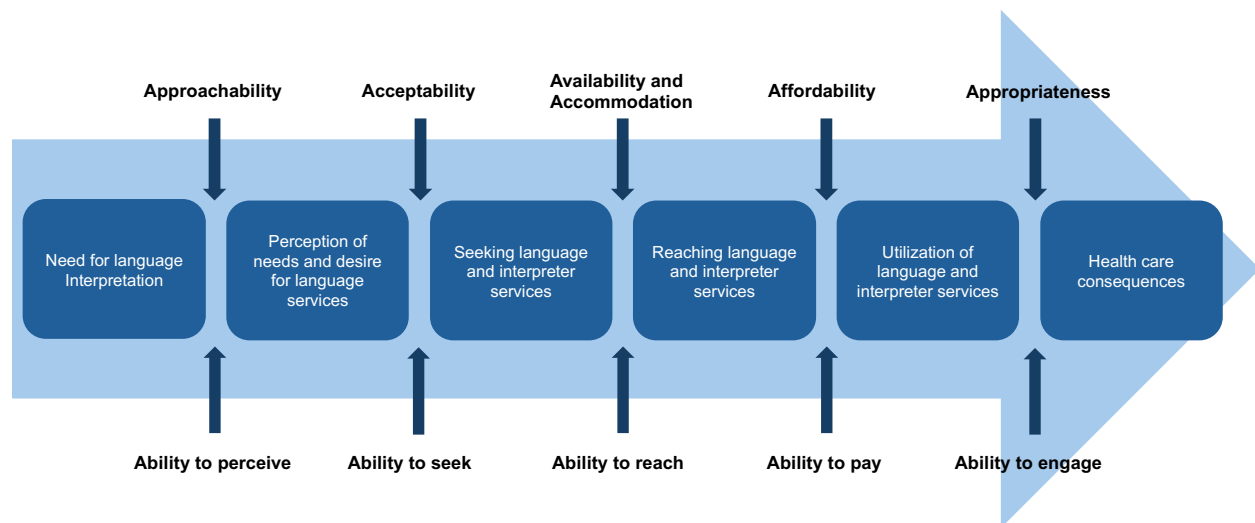 Approachability
Acceptability
Availability and
Accommodation
Affordability
Appropriateness
Need for language
Interpretation
Perception of
needs and desire
for language
services
Seeking language
and interpreter
services
Reaching language
and interpreter
services
Utilization of
language and
interpreter services
Health care
consequences
Ability to perceive
Ability to seek
Ability to reach
Ability to pay
Ability to engage